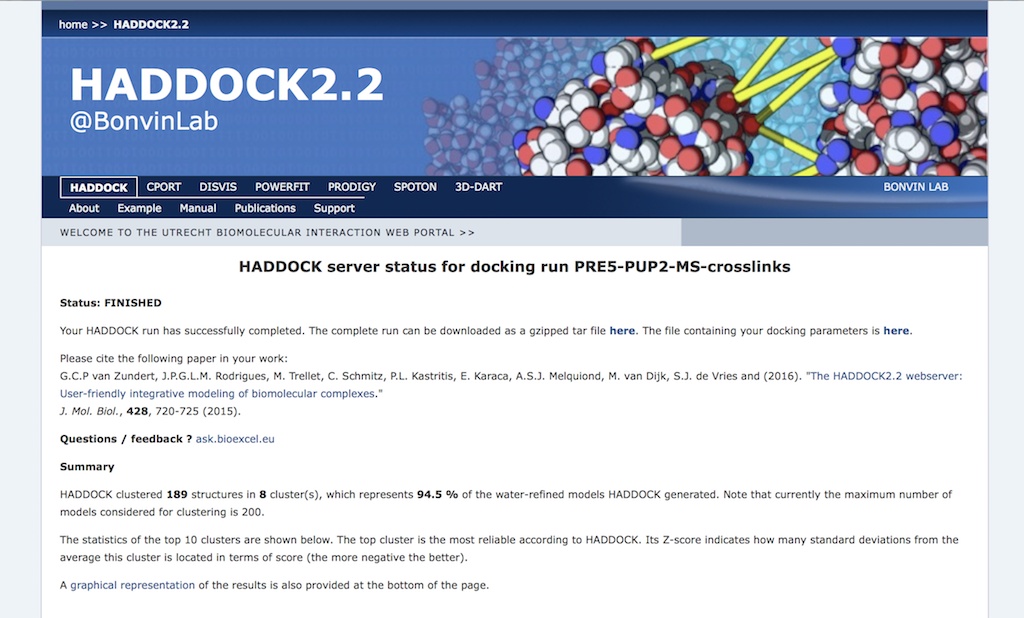 home >> HADDOCK2.2
HADDOCK2.2
@BonvinLab
HADDOCK CPORT DISVIS POWERFIT PRODIGY SPOTON 3D-DART BONVIN LAB
About Example Manual Publications Support
WELCOME TO THE UTRECHT BIOMOLECULAR INTERACTION WEB PORTAL >>
HADDOCK server status for docking run PRE5-PUP2-MS-crosslinks
Status: FINISHED
Your HADDOCK run has successfully completed. The complete run can be downloaded as a gzipped tar file here. The file containing your docking parameters is here.
Please cite the following paper in your work:
G.C.P van Zundert, J.P.G.L.M. Rodrigues, M. Trellet, C. Schmitz, P.L. Kastritis, E. Karaca, A.S.J. Melquiond, M. van Dijk, S.J. de Vries and (2016). "The HADDOCK2.2 webserver:
User-friendly integrative modeling of biomolecular complexes."
J. Mol. Biol., 428, 720-725 (2015).
Questions / feedback ? ask.bioexcel.eu
Summary
HADDOCK clustered 189 structures in 8 cluster(s), which represents 94.5 % of the water-refined models HADDOCK generated. Note that currently the maximum number of
models considered for clustering is 200.
The statistics of the top 10 clusters are shown below. The top cluster is the most reliable according to HADDOCK. Its Z-score indicates how many standard deviations from the
average this cluster is located in terms of score (the more negative the better).
A graphical representation of the results is also provided at the bottom of the page.